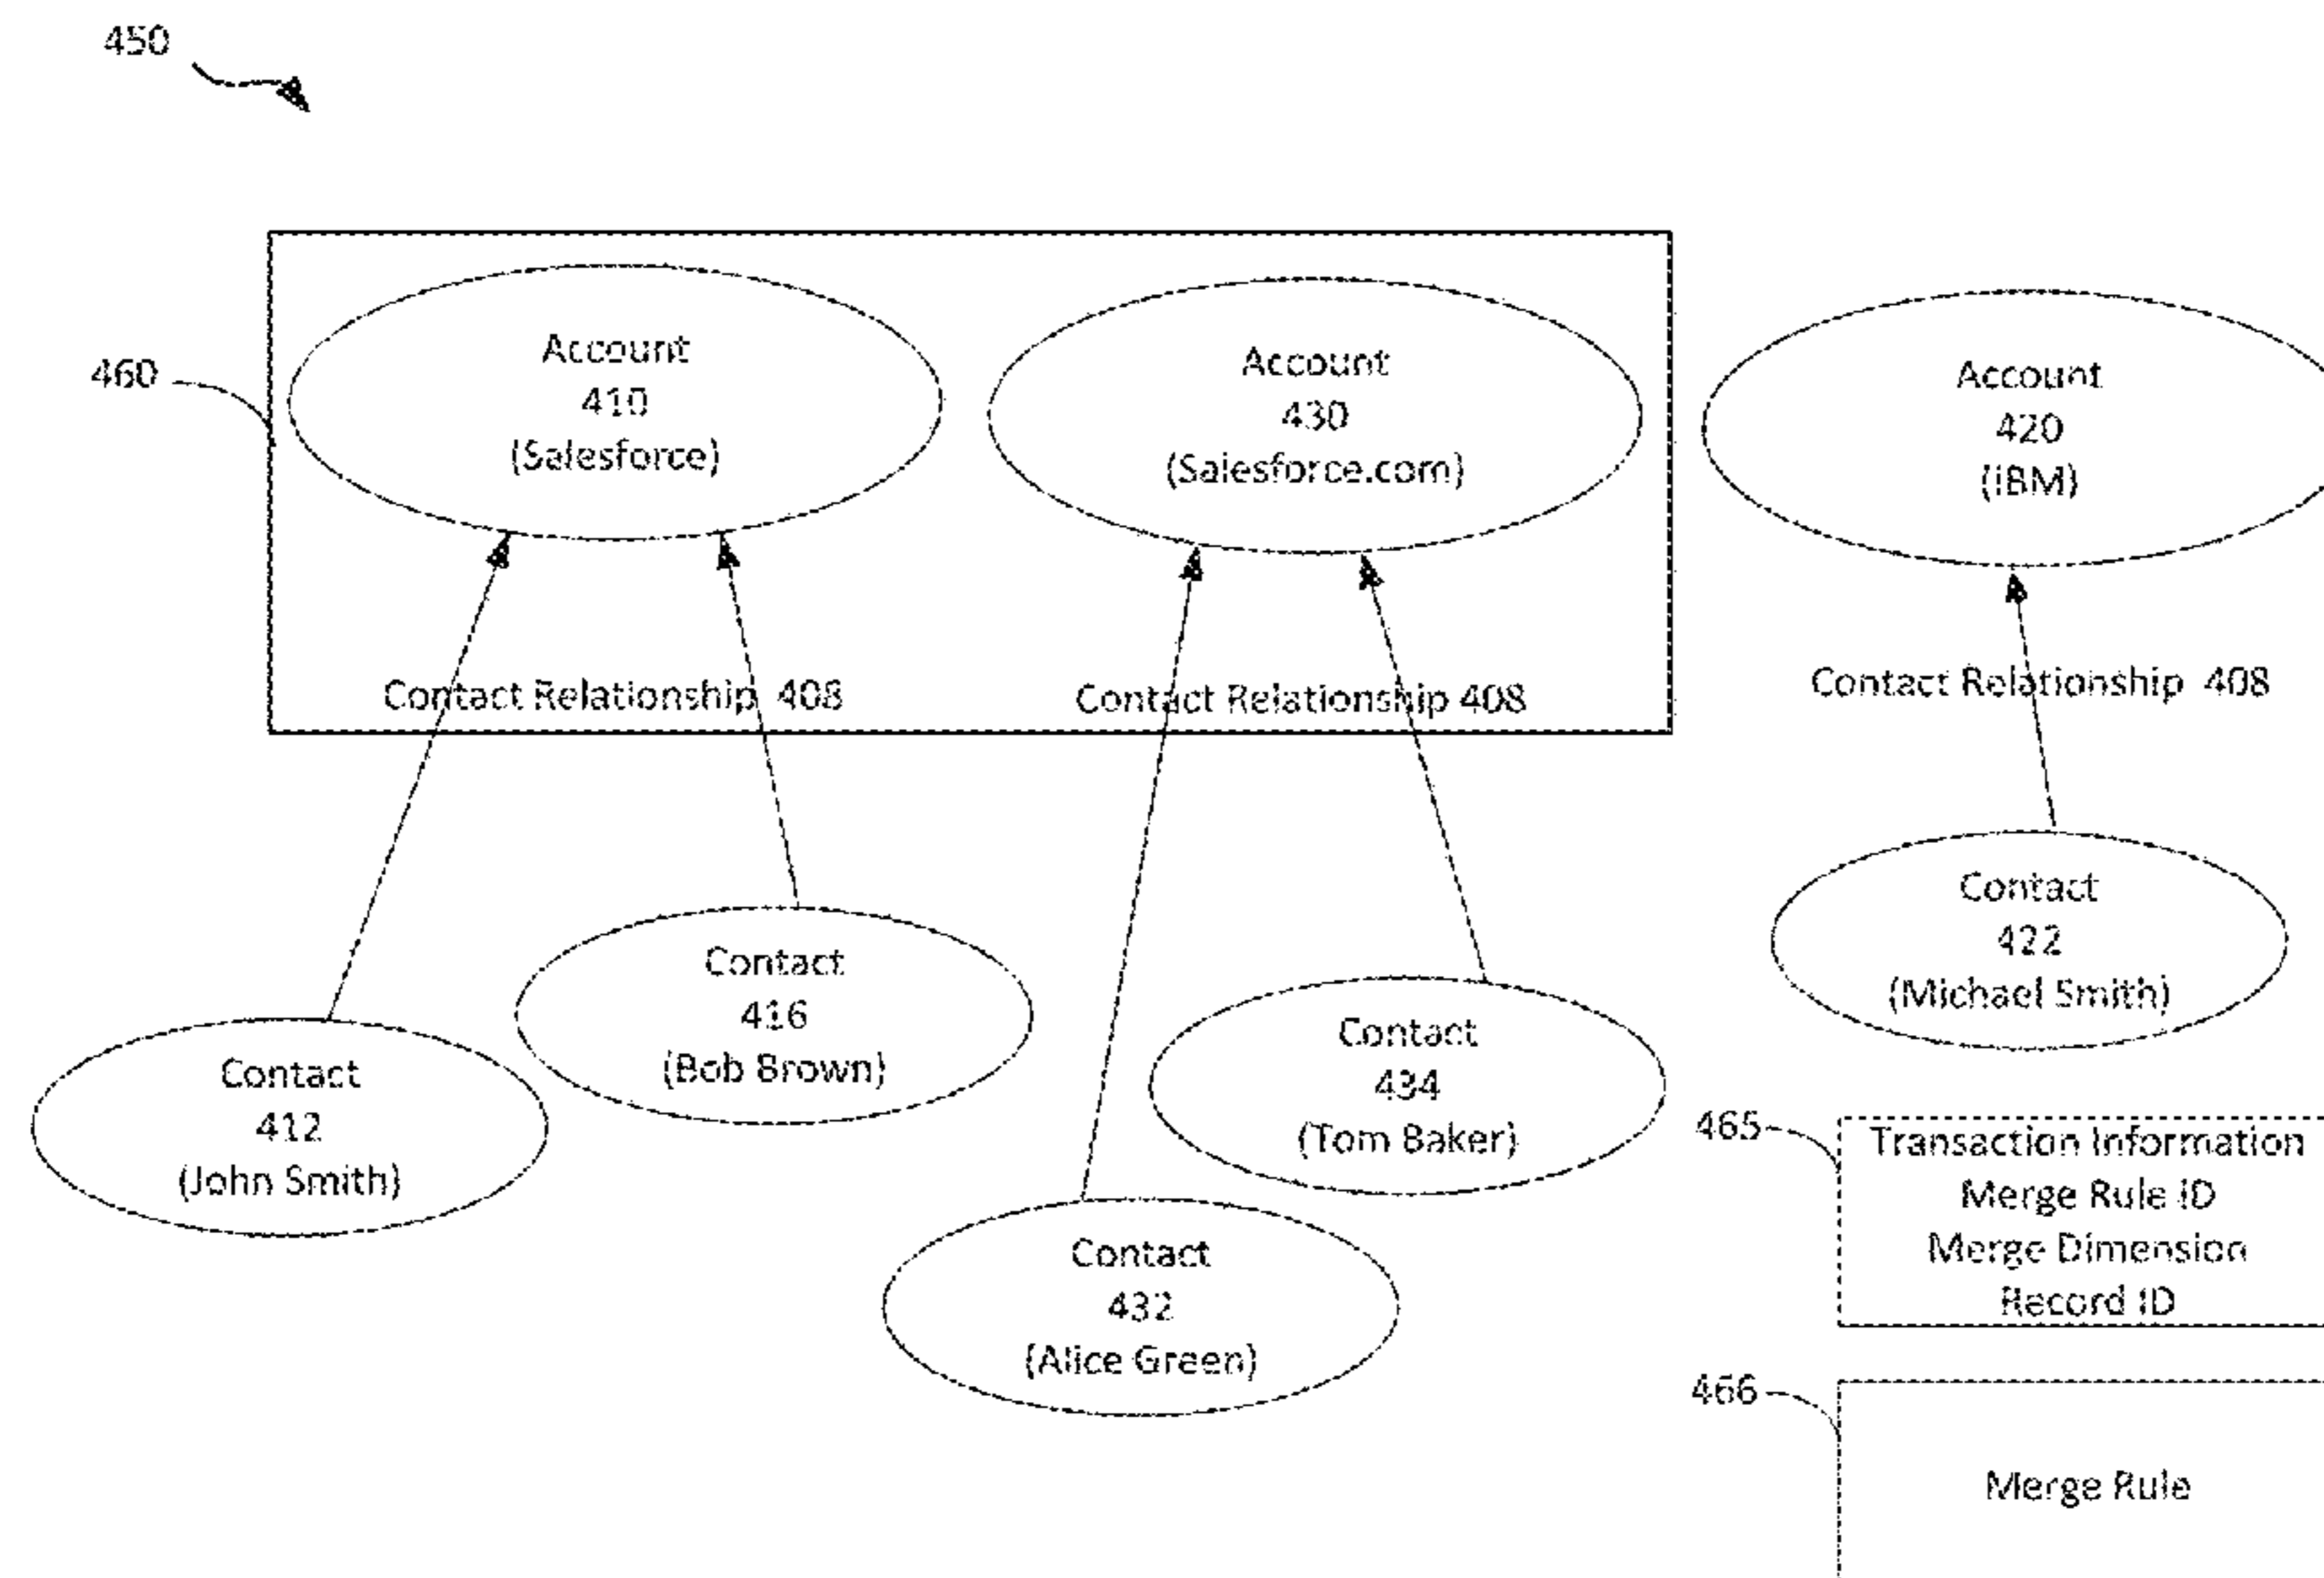 450
460
Account
410
(Salesforce)
Account
430
(Salesforce.com)
Account
420
(IBM)
Contact Relationship 408
Contact Relationship 408
Contact Relationship 408
Contact
412
(John Smith)
Contact
416
(Bob Brown)
Contact
432
(Alice Green)
Contact
434
(Tom Baker)
Contact
422
(Michael Smith)
465
Transaction Information
Merge Rule ID
Merge Dimension
Record ID
466
Merge Rule